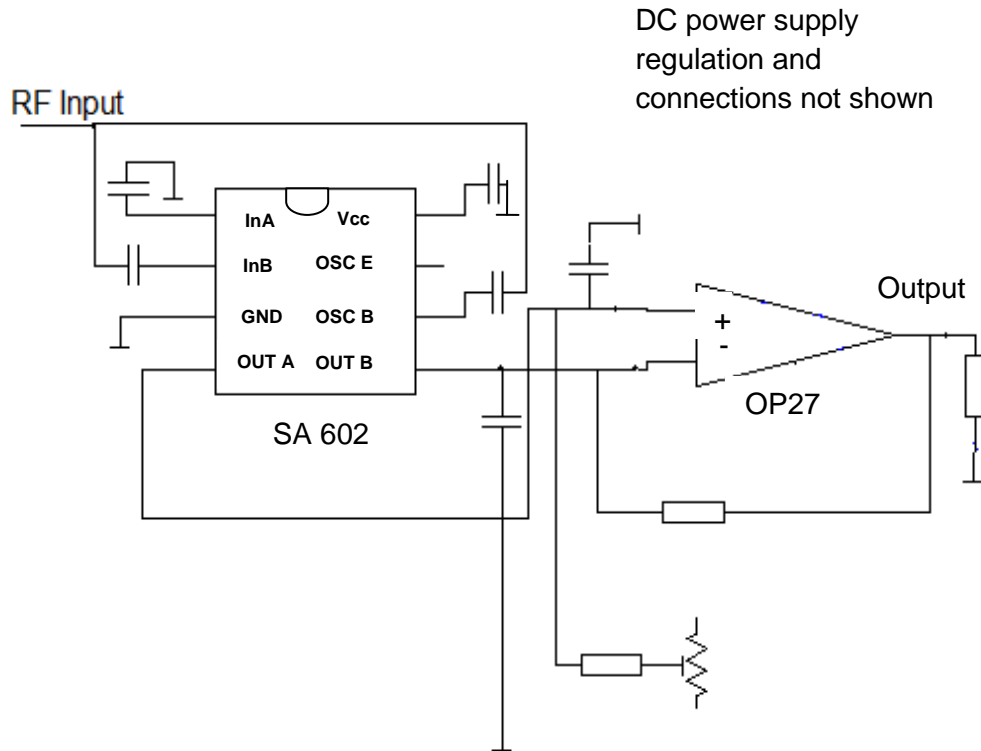 DC power supply
regulation and
connections not shown
RF Input
InA Vcc
InB OSC E
GND OSC B
OUT A OUT B
SA 602
+
-
OP27
Output